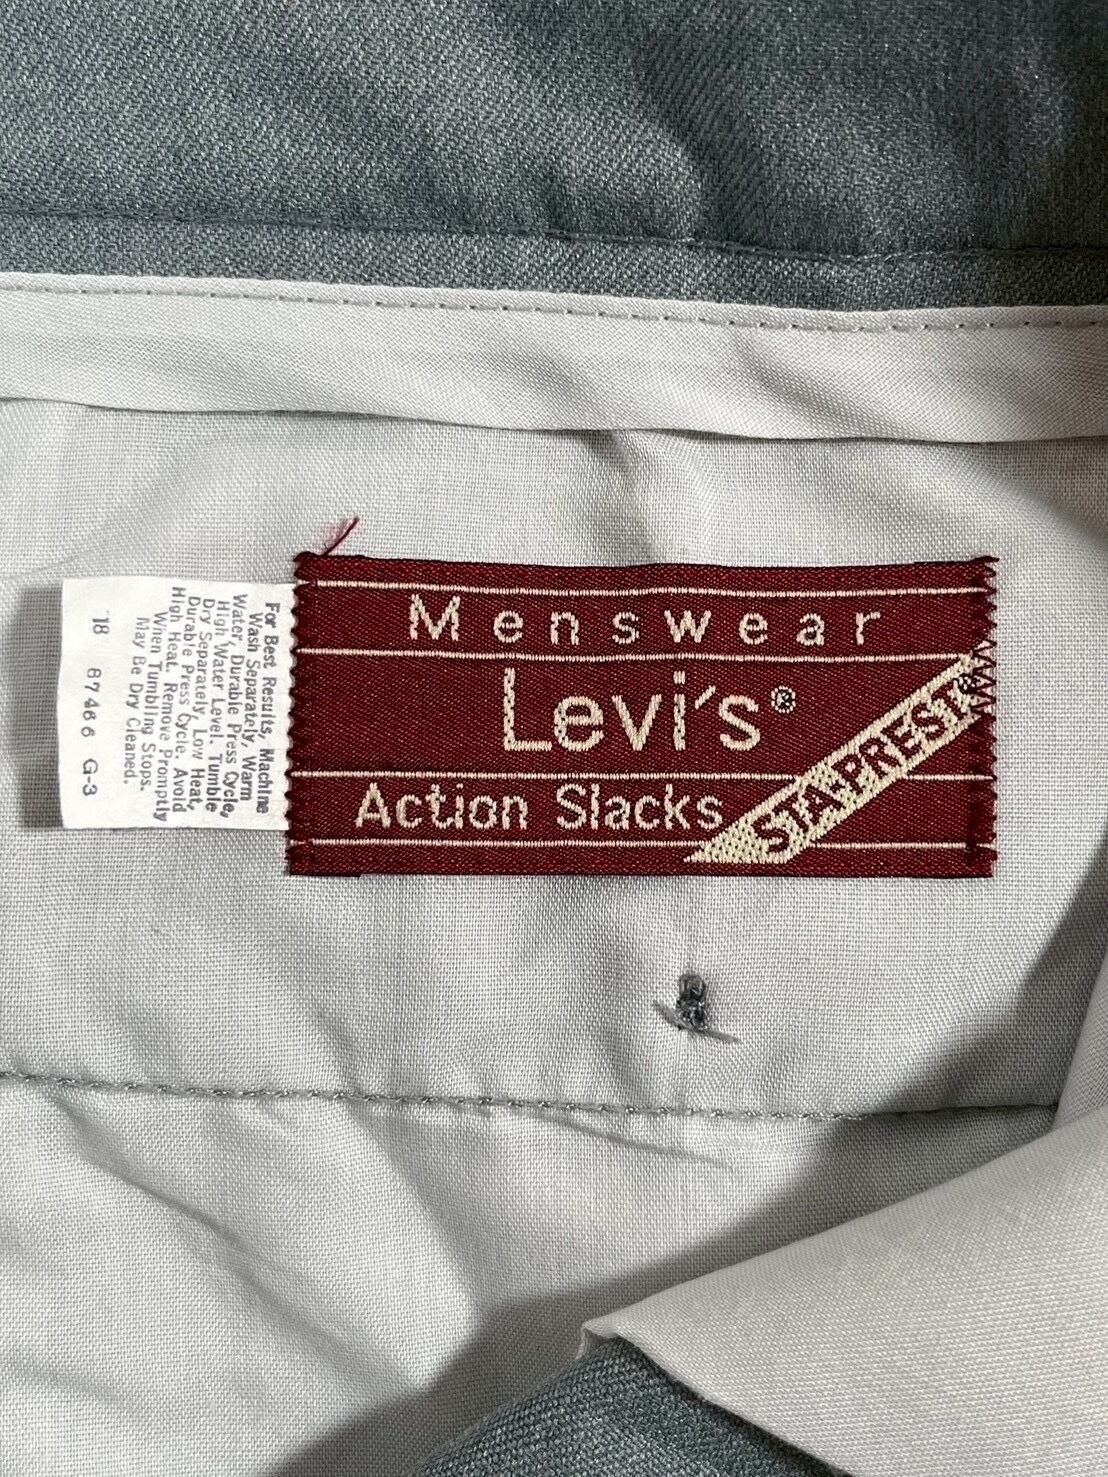 Menswear
Levi's®
Action Slacks
STA-PREST®
For Best Results, Machine
Wash Separately, Warm
Water, Durable Press Cycle,
High Water Level. Tumble
Dry Separately, Low Heat,
Durable Press Cycle. Avoid
High Heat. Remove Promptly
When Tumbling Stops.
May Be Dry Cleaned.
18 87466 G-3